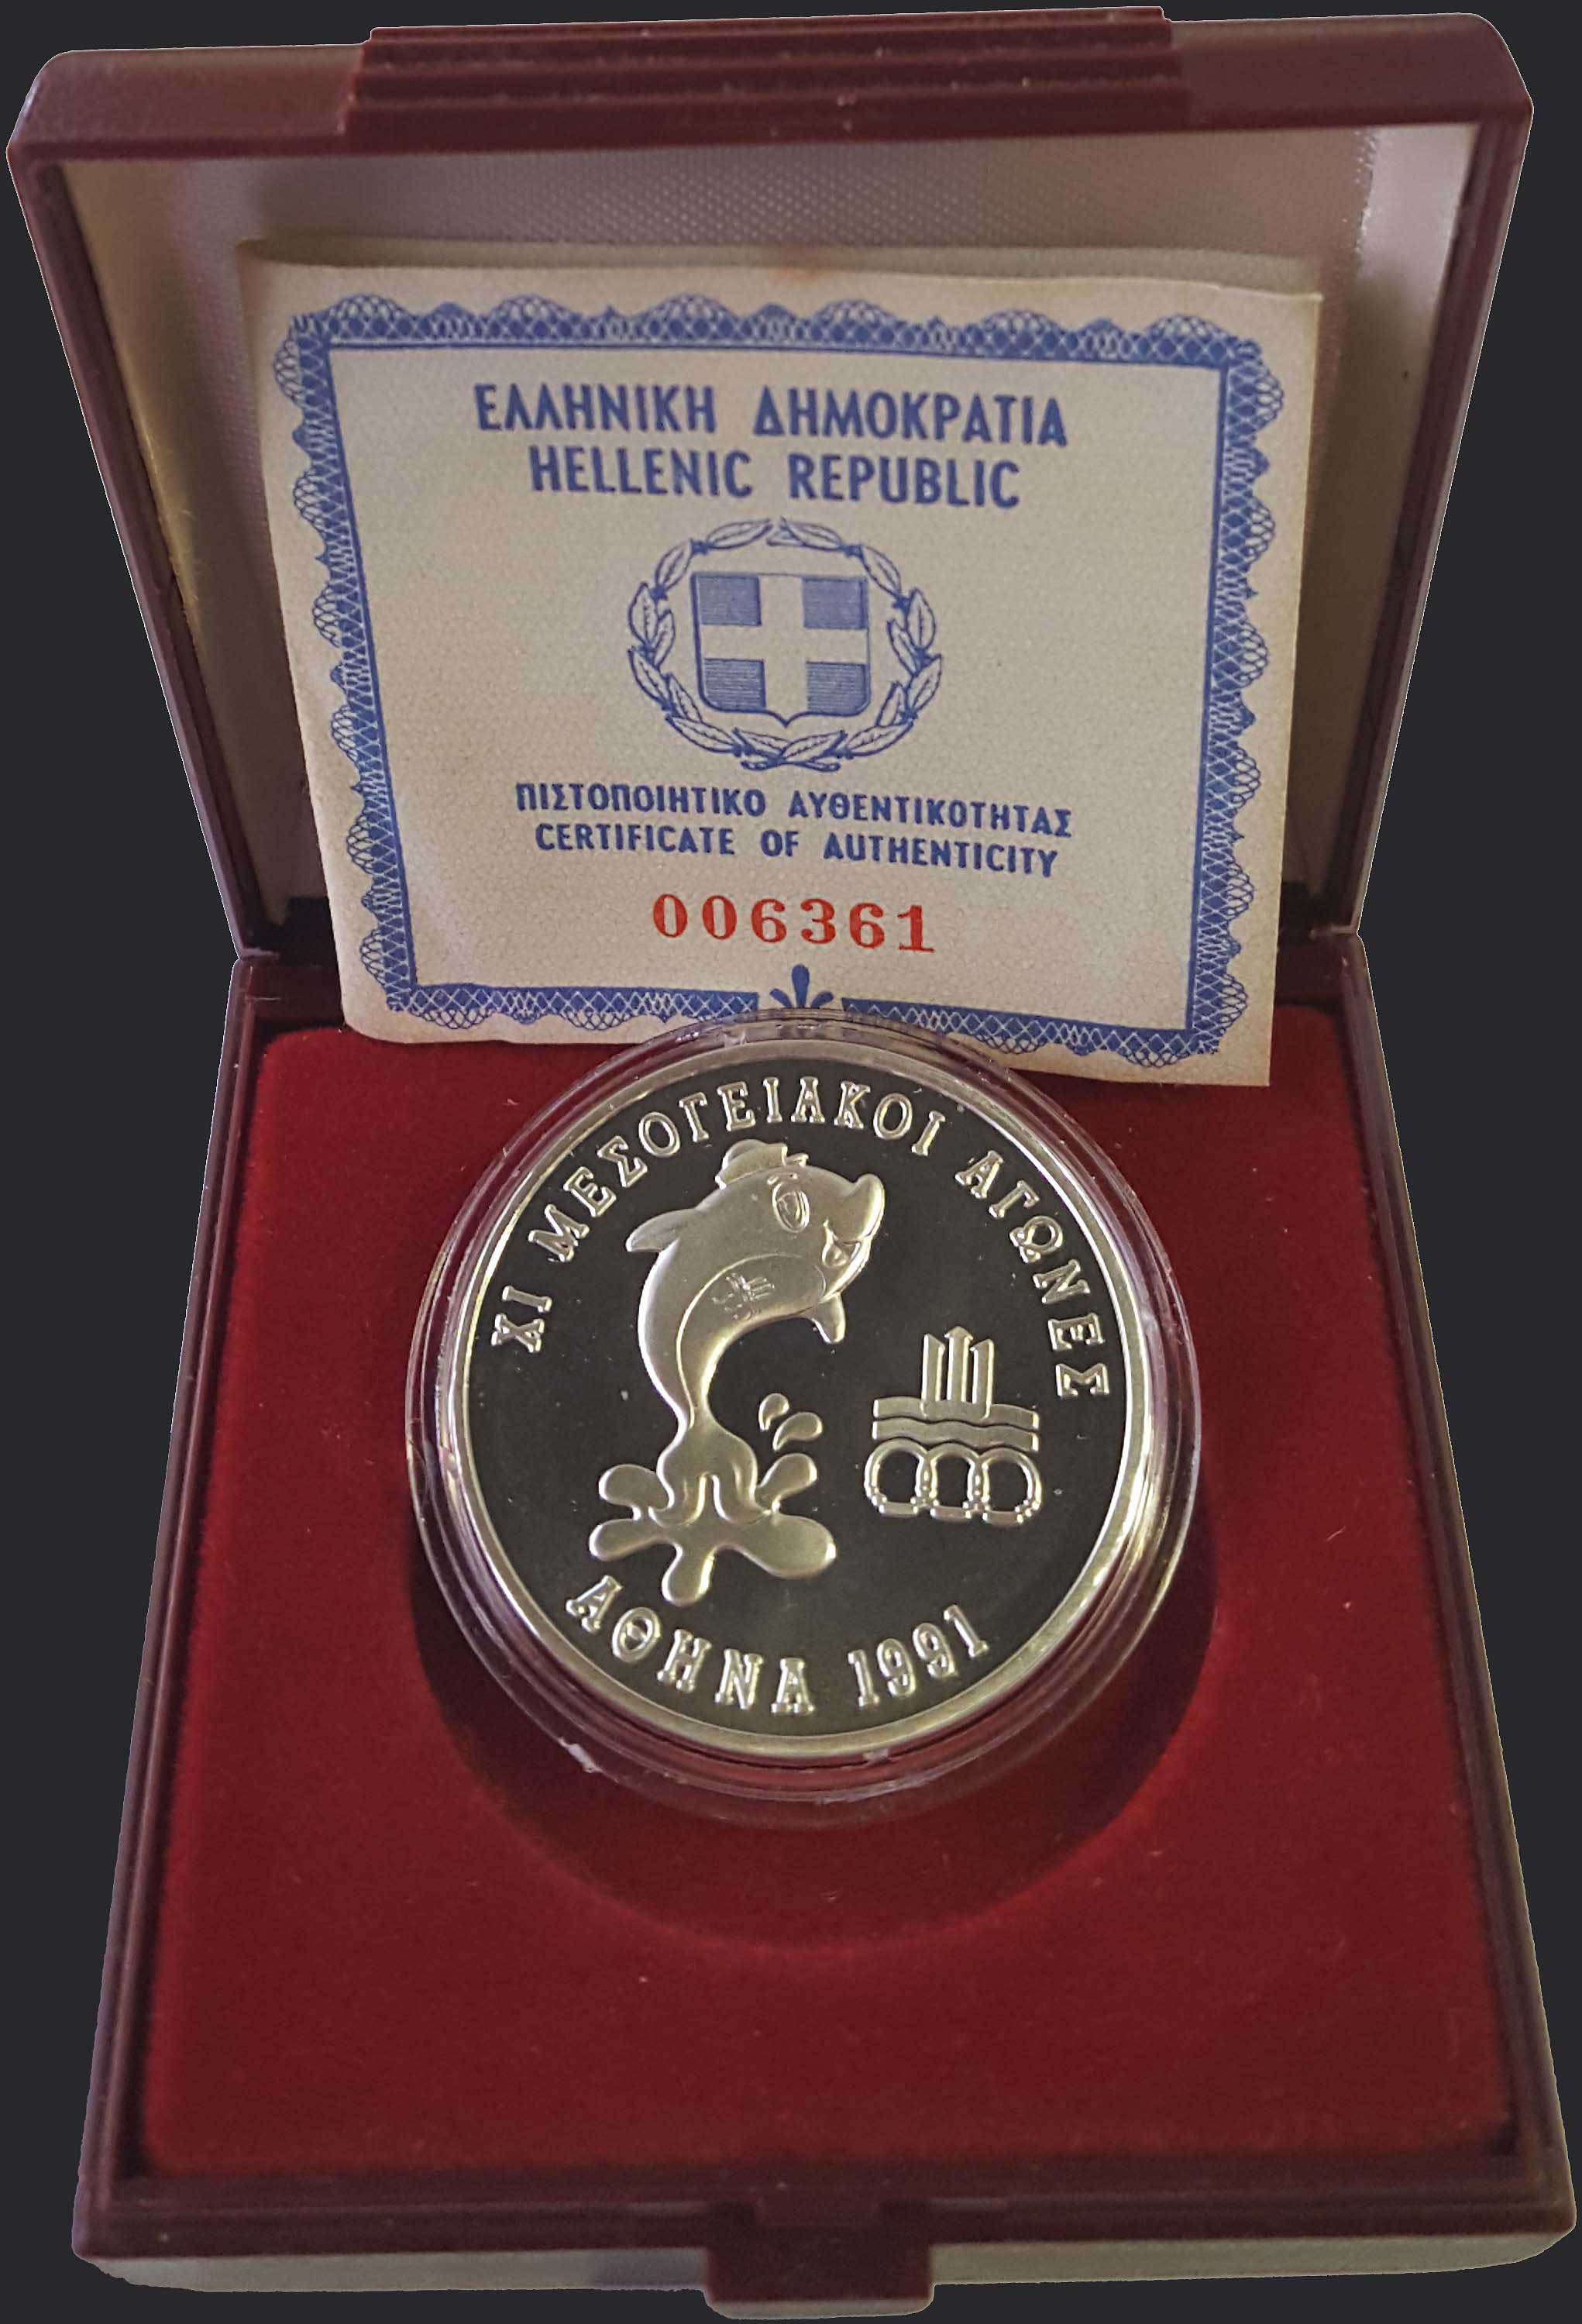 ΕΛΛΗΝΙΚΗ ΔΗΜΟΚΡΑΤΙΑ
HELLENIC REPUBLIC
ΠΙΣΤΟΠΟΙΗΤΙΚΟ ΑΥΘΕΝΤΙΚΟΤΗΤΑΣ
CERTIFICATE OF AUTHENTICITY
006361
XI ΜΕΣΟΓΕΙΑΚΟΙ ΑΓΩΝΕΣ
ΑΘΗΝΑ 1991